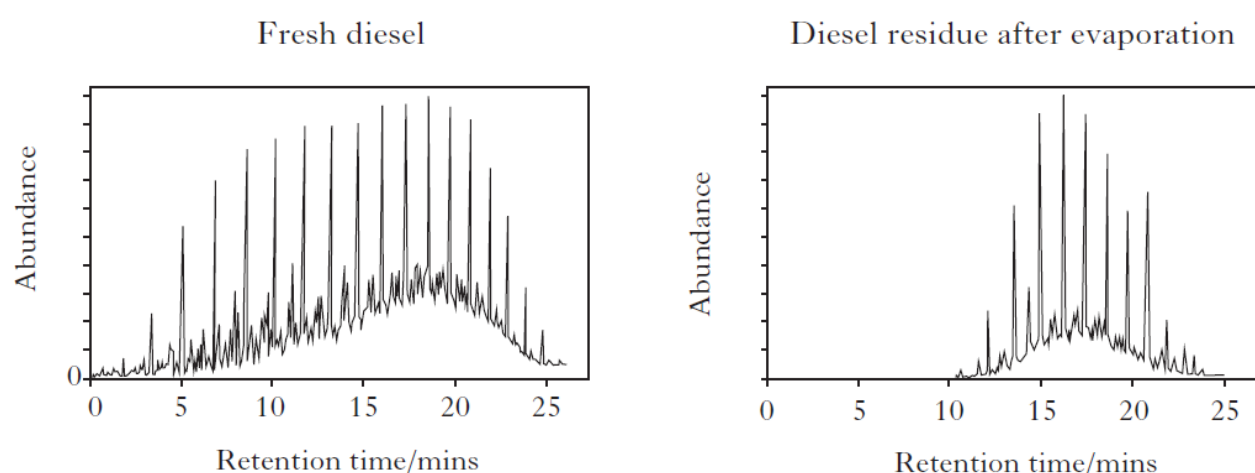 Fresh diesel
Abundance
0
0 5 10 15 20 25
Retention time/mins
Diesel residue after evaporation
Abundance
0 5 10 15 20 25
Retention time/mins